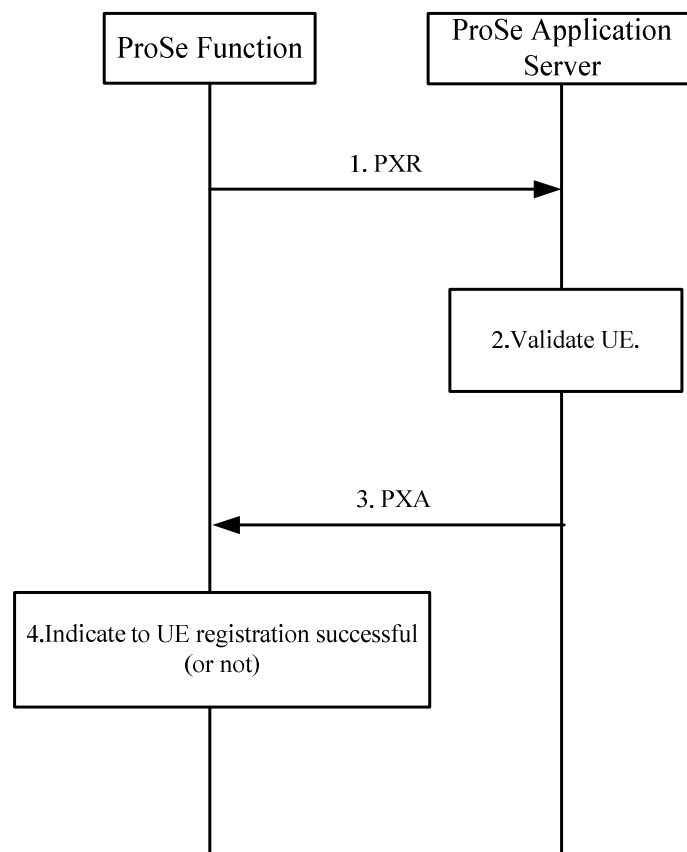 ProSe Function
ProSe Application
Server
1. PXR
2.Validate UE.
3. PXA
4.Indicate to UE registration successful
(or not)